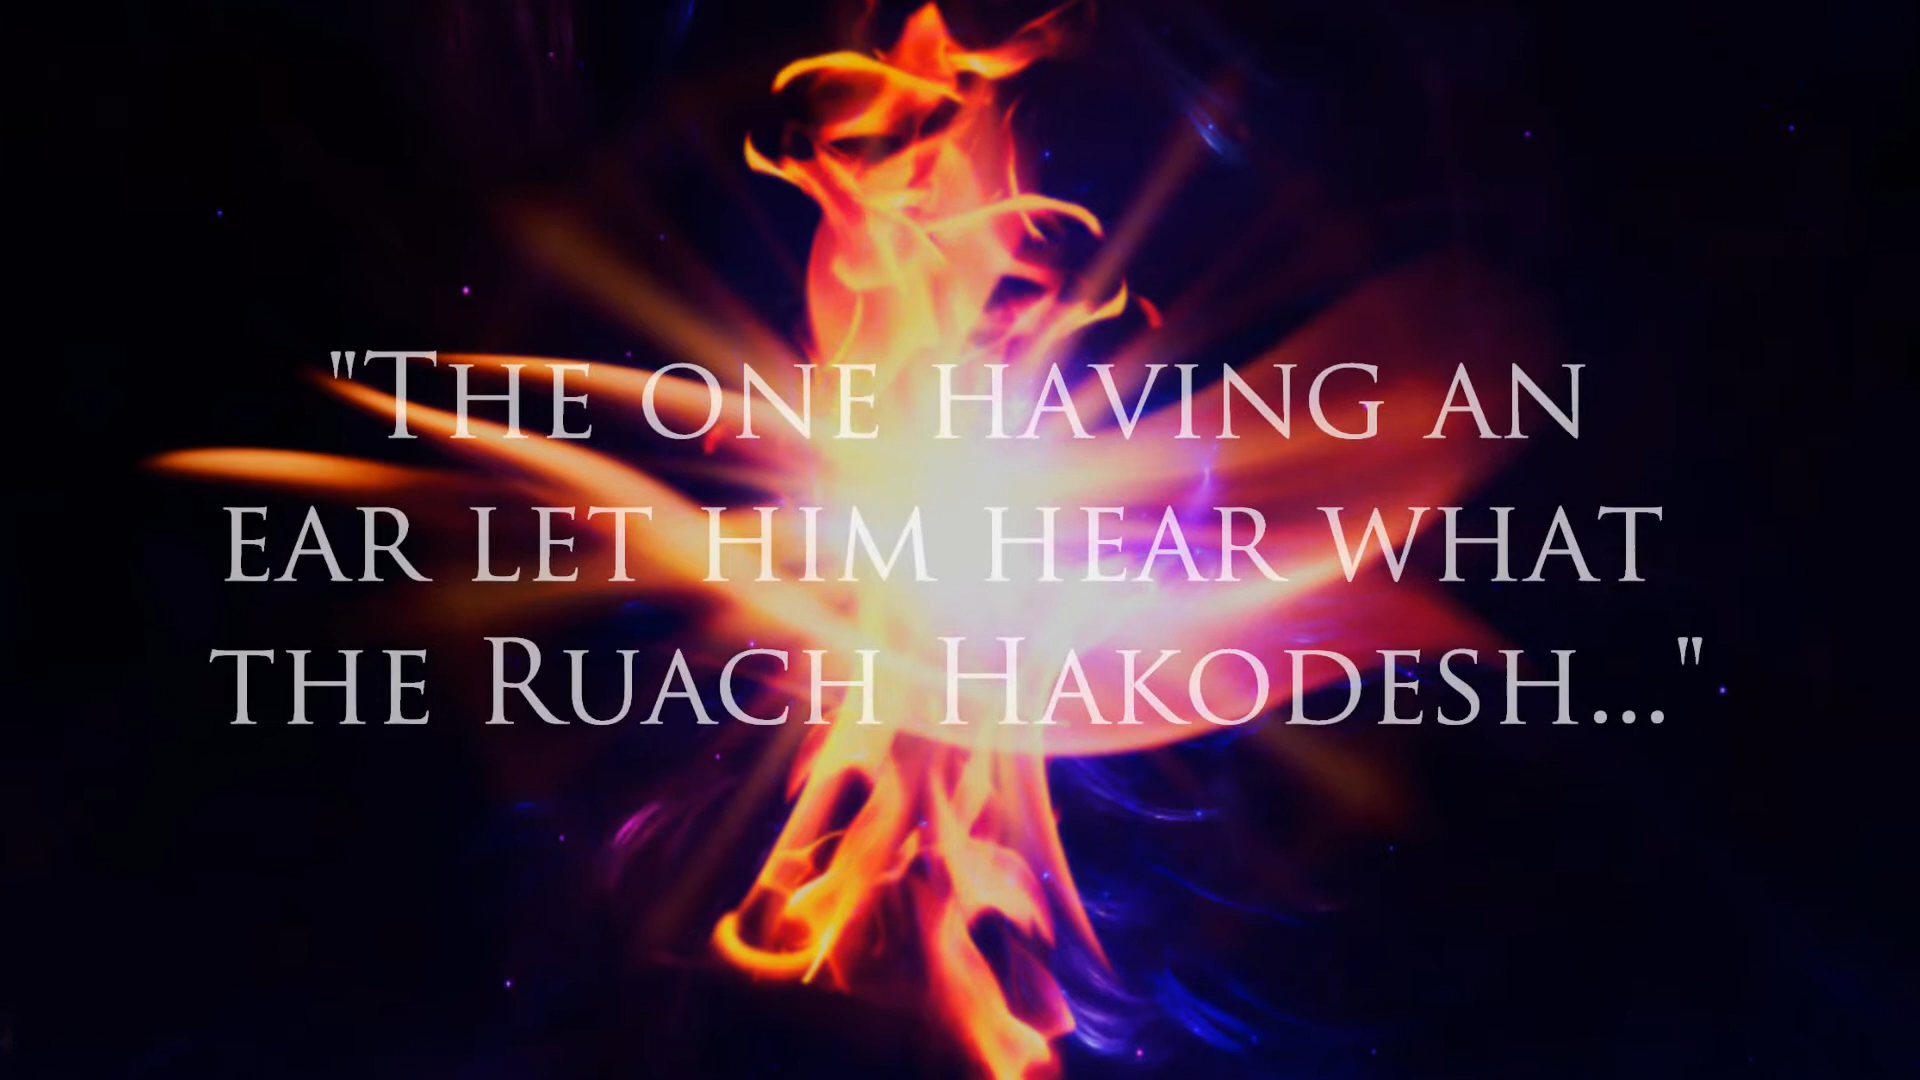 "The one having an
ear let him hear what
the Ruach Hakodesh..."